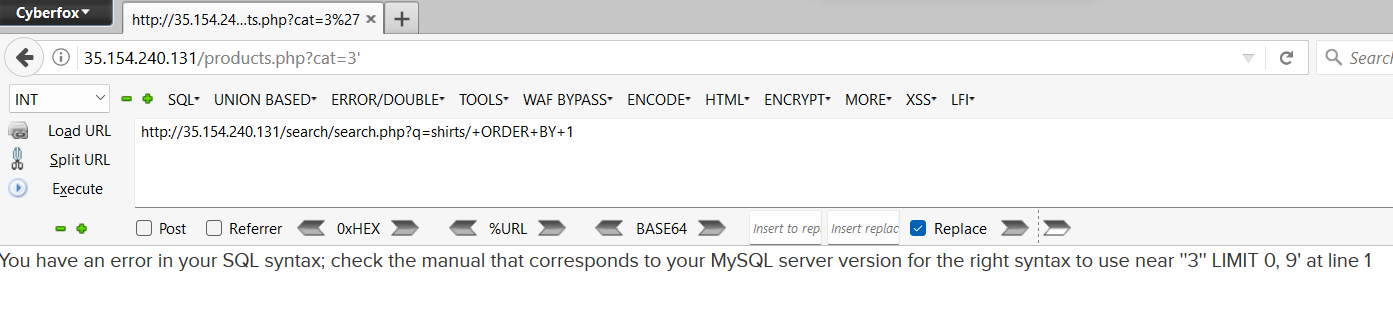 Cyberfox
http://35.154.24...ts.php?cat=3%27
35.154.240.131/products.php?cat=3'
Search
INT
SQL UNION BASED ERROR/DOUBLE TOOLS WAF BYPASS ENCODE HTML ENCRYPT MORE XSS LFI
Load URL
http://35.154.240.131/search/search.php?q=shirts/+ORDER+BY+1
Split URL
Execute
Post Referrer 0xHEX %URL BASE64 Insert to repl Insert replac Replace
You have an error in your SQL syntax; check the manual that corresponds to your MySQL server version for the right syntax to use near ''3'' LIMIT 0, 9' at line 1